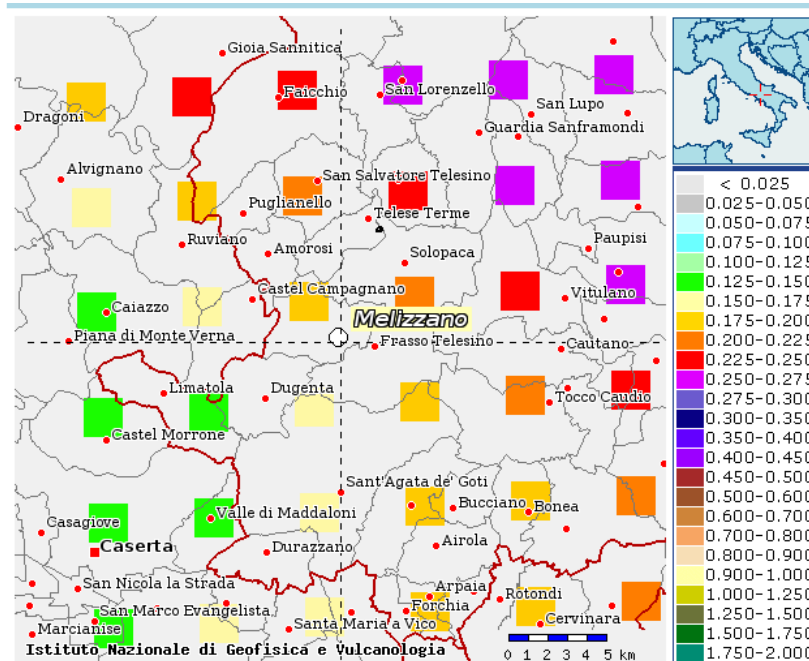 Gioia Sannitica
Dragoni
Faicchio
San Lorenzello
San Lupo
Guardia Sanframondi
Alvignano
San Salvatore Telesino
Puglianello
Telese Terme
Ruviano
Amorosi
Solopaca
Paupisi
Caiazzo
Castel Campagnano
Vitulano
Melizzano
Piana di Monte Verna
Frasso Telesino
Cautano
Limatola
Dugenta
Tocco Caudio
Castel Morrone
Sant'Agata de' Goti
Bucciano
Bonea
Casagiove
Valle di Maddaloni
Caserta
Durazzano
Airola
San Nicola la Strada
Arpaia
Rotondi
San Marco Evangelista
Forchia
Cervinara
Marcianise
Santa Maria a Vico
Istituto Nazionale di Geofisica e Vulcanologia
0 1 2 3 4 5 km
< 0.025
0.025-0.050
0.050-0.075
0.075-0.100
0.100-0.125
0.125-0.150
0.150-0.175
0.175-0.200
0.200-0.225
0.225-0.250
0.250-0.275
0.275-0.300
0.300-0.350
0.350-0.400
0.400-0.450
0.450-0.500
0.500-0.600
0.600-0.700
0.700-0.800
0.800-0.900
0.900-1.000
1.000-1.250
1.250-1.500
1.500-1.750
1.750-2.000